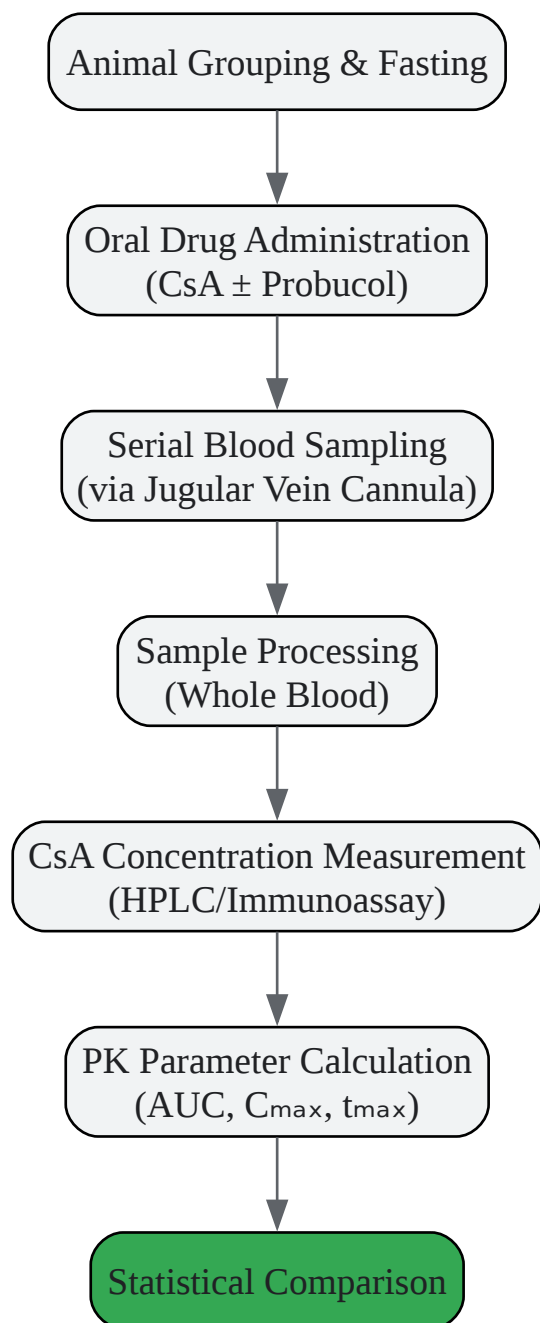 Animal Grouping & Fasting
Oral Drug Administration
(CsA ± Probucol)
Serial Blood Sampling
(via Jugular Vein Cannula)
Sample Processing
(Whole Blood)
CsA Concentration Measurement
(HPLC/Immunoassay)
PK Parameter Calculation
(AUC, Cₘₐₓ, tₘₐₓ)
Statistical Comparison